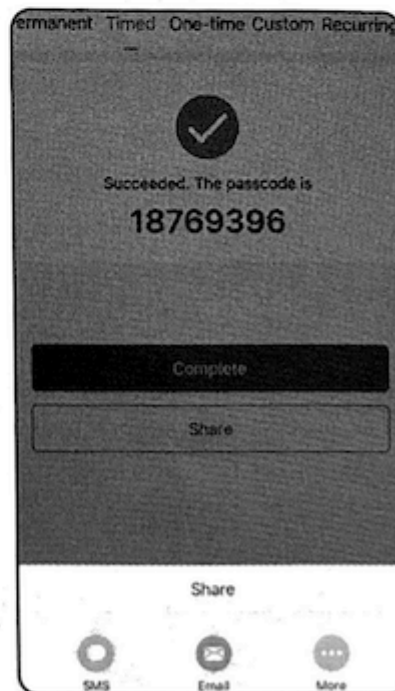 ermanent Timed One-time Custom Recurring
Succeeded. The passcode is
18769396
Complete
Share
Share
SMS Email More